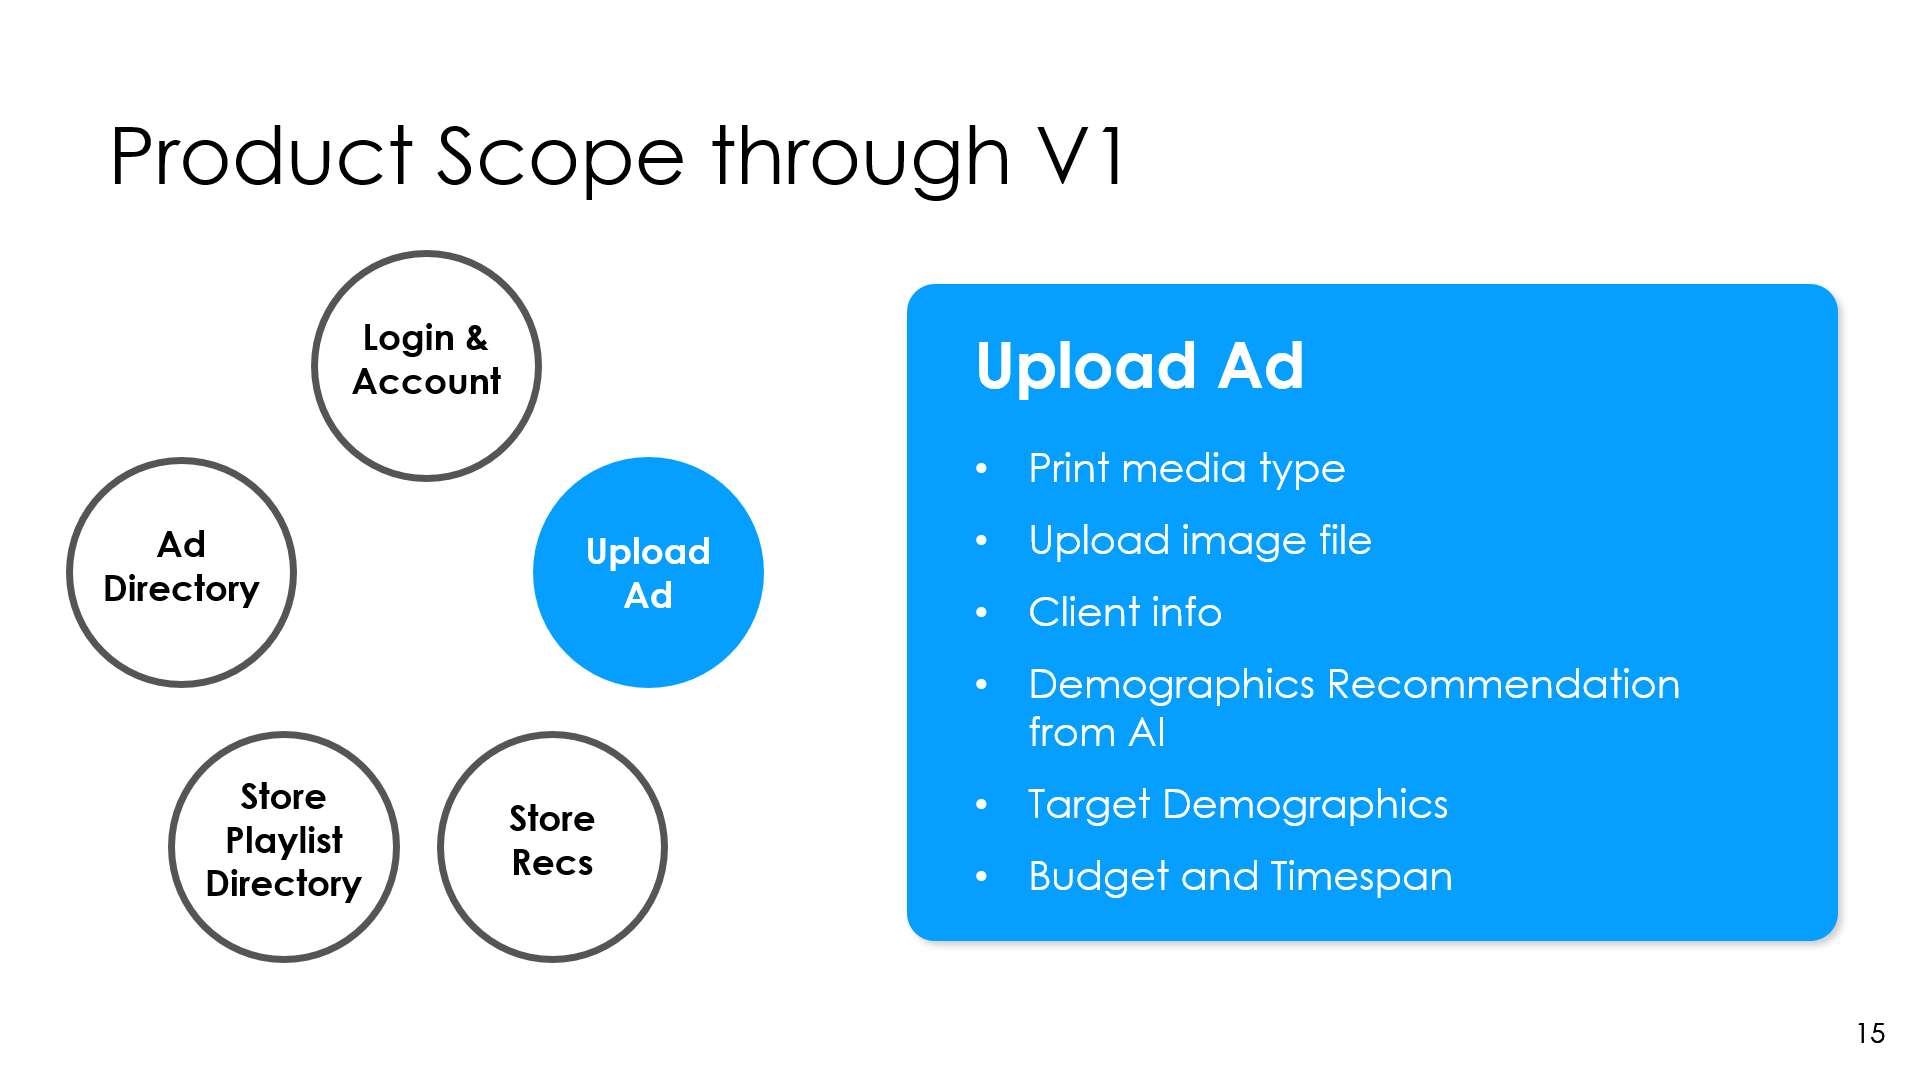 Product Scope through V1
Login &
Account
Ad
Directory
Upload
Ad
Store
Playlist
Directory
Store
Recs
Upload Ad
• Print media type
• Upload image file
• Client info
• Demographics Recommendation
from AI
• Target Demographics
• Budget and Timespan
15